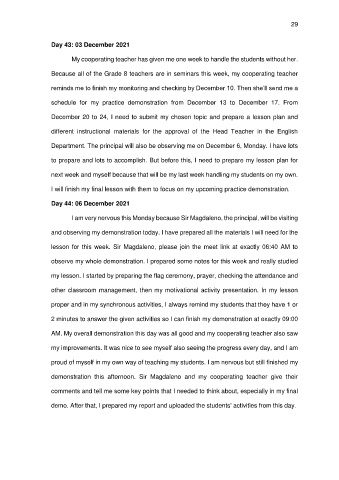 29
Day 43: 03 December 2021
My cooperating teacher has given me one week to handle the students without her.
Because all of the Grade 8 teachers are in seminars this week, my cooperating teacher
reminds me to finish my monitoring and checking by December 10. Then she'll send me a
schedule for my practice demonstration from December 13 to December 17. From
December 20 to 24, I need to submit my chosen topic and prepare a lesson plan and
different instructional materials for the approval of the Head Teacher in the English
Department. The principal will also be observing me on December 6, Monday. I have lots
to prepare and lots to accomplish. But before this, I need to prepare my lesson plan for
next week and myself because that will be my last week handling my students on my own.
I will finish my final lesson with them to focus on my upcoming practice demonstration.
Day 44: 06 December 2021
I am very nervous this Monday because Sir Magdaleno, the principal, will be visiting
and observing my demonstration today. I have prepared all the materials I will need for the
lesson for this week. Sir Magdaleno, please join the meet link at exactly 06:40 AM to
observe my whole demonstration. I prepared some notes for this week and really studied
my lesson. I started by preparing the flag ceremony, prayer, checking the attendance and
other classroom management, then my motivational activity presentation. In my lesson
proper and in my synchronous activities, I always remind my students that they have 1 or
2 minutes to answer the given activities so I can finish my demonstration at exactly 09:00
AM. My overall demonstration this day was all good and my cooperating teacher also saw
my improvements. It was nice to see myself also seeing the progress every day, and I am
proud of myself in my own way of teaching my students. I am nervous but still finished my
demonstration this afternoon. Sir Magdaleno and my cooperating teacher give their
comments and tell me some key points that I needed to think about, especially in my final
demo. After that, I prepared my report and uploaded the students' activities from this day.